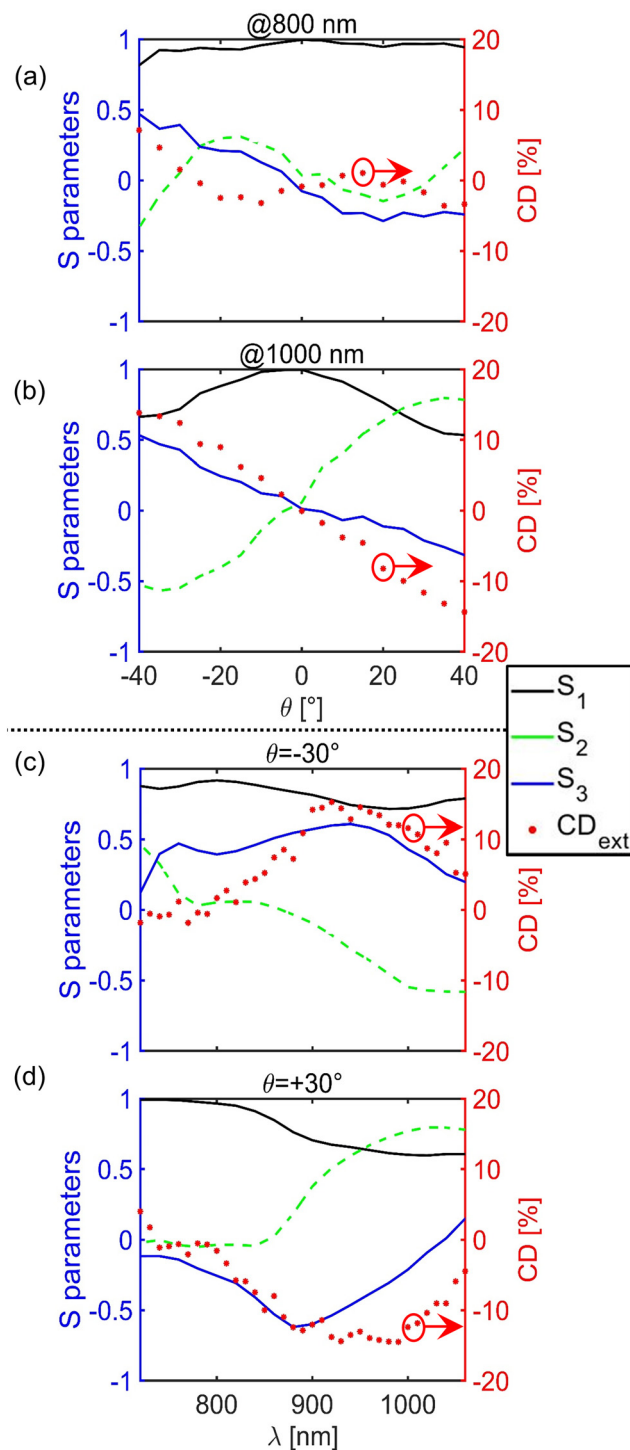 @800 nm
(a)
1
0.5
0
-0.5
-1
S parameters
20
10
0
-10
-20
CD [%]
@1000 nm
(b)
1
0.5
0
-0.5
-1
S parameters
20
10
0
-10
-20
CD [%]
-40 -20 0 20 40
θ [°]
S1
S2
S3
CDext
θ=-30°
(c)
1
0.5
0
-0.5
-1
S parameters
20
10
0
-10
-20
CD [%]
θ=+30°
(d)
1
0.5
0
-0.5
-1
S parameters
20
10
0
-10
-20
CD [%]
800 900 1000
λ [nm]